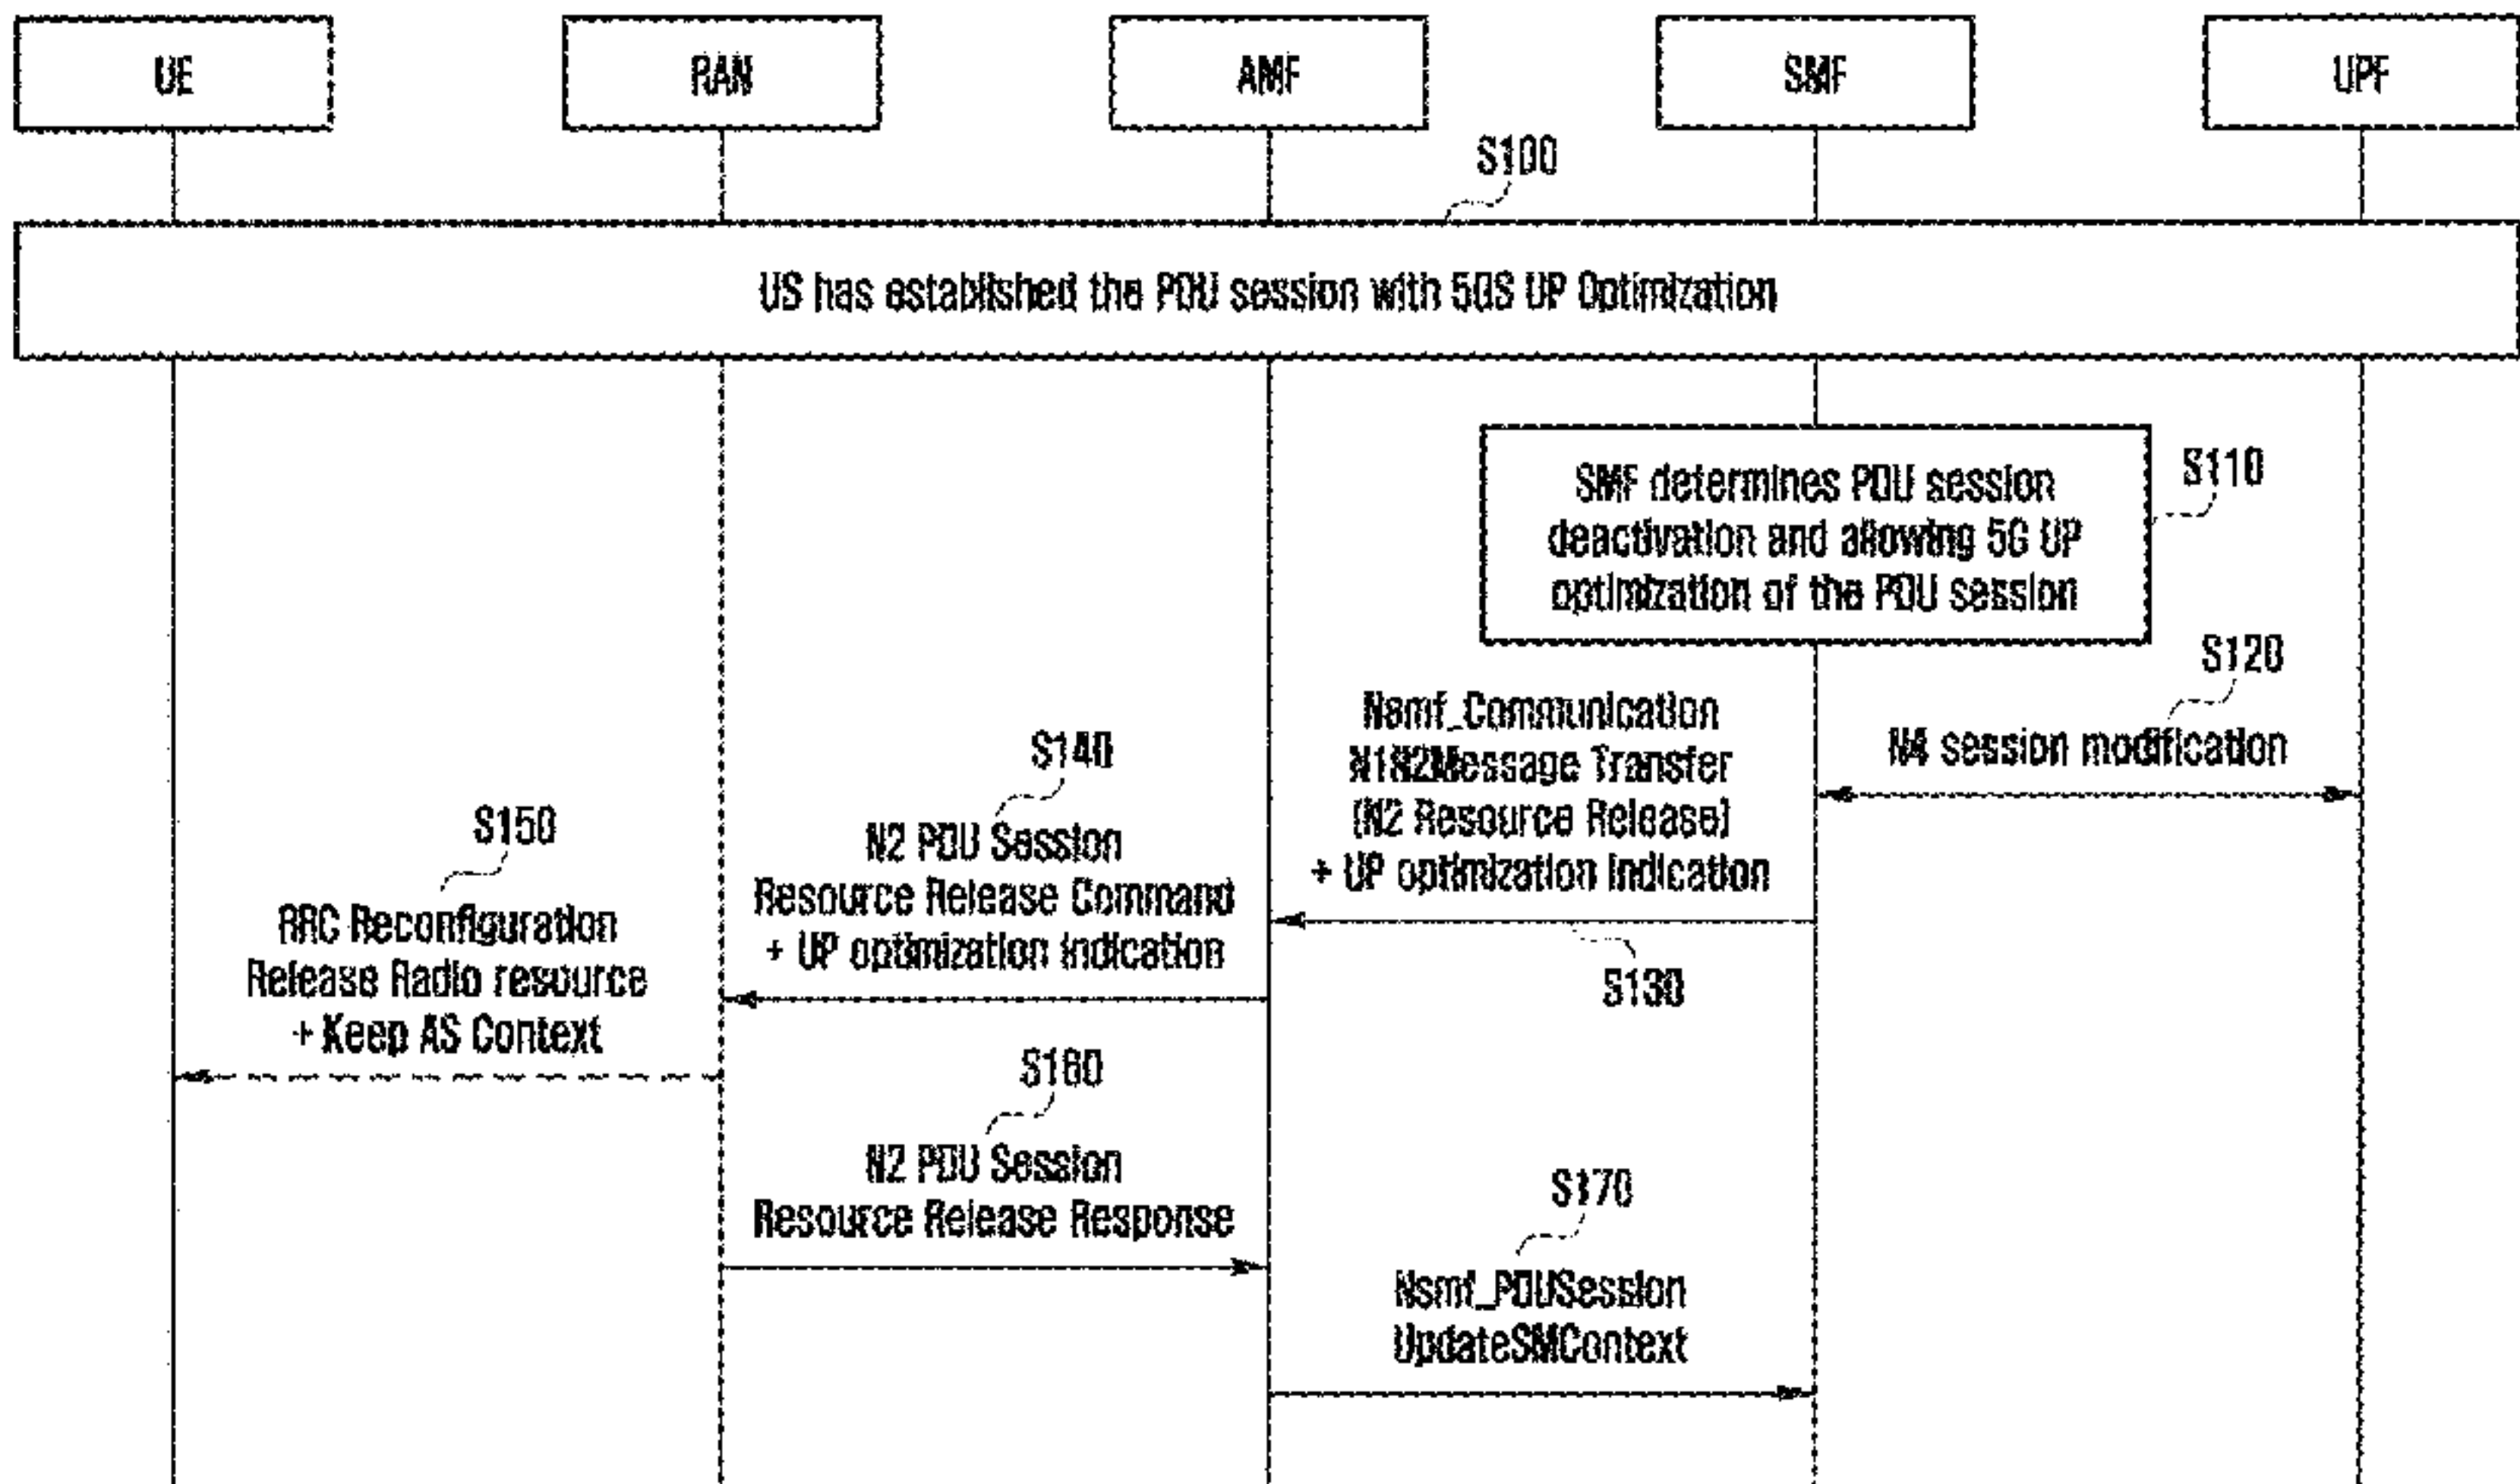 UE
RAN
AMF
SMF
UPF
S100
US has established the PDU session with 5GS UP Optimization
SMF determines PDU session
deactivation and allowing 5G UP
optimization of the PDU session
S110
S120
N4 session modification
Nsmf_Communication
N1N2Message Transfer
(N2 Resource Release)
+ UP optimization indication
S130
S140
N2 PDU Session
Resource Release Command
+ UP optimization indication
S150
RRC Reconfiguration
Release Radio resource
+ Keep AS Context
S160
N2 PDU Session
Resource Release Response
S170
Nsmf_PDUSession
UpdateSMContext